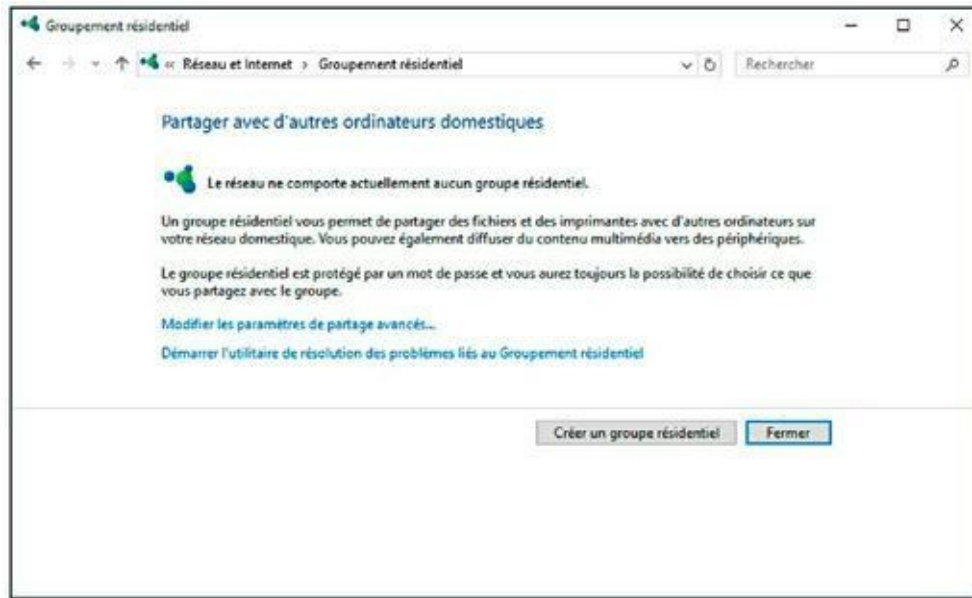 Groupement résidentiel
« Réseau et Internet > Groupement résidentiel
Rechercher
Partager avec d'autres ordinateurs domestiques
Le réseau ne comporte actuellement aucun groupe résidentiel.
Un groupe résidentiel vous permet de partager des fichiers et des imprimantes avec d'autres ordinateurs sur
votre réseau domestique. Vous pouvez également diffuser du contenu multimédia vers des périphériques.
Le groupe résidentiel est protégé par un mot de passe et vous aurez toujours la possibilité de choisir ce que
vous partagez avec le groupe.
Modifier les paramètres de partage avancés...
Démarrer l'utilitaire de résolution des problèmes liés au Groupement résidentiel
Créer un groupe résidentiel
Fermer